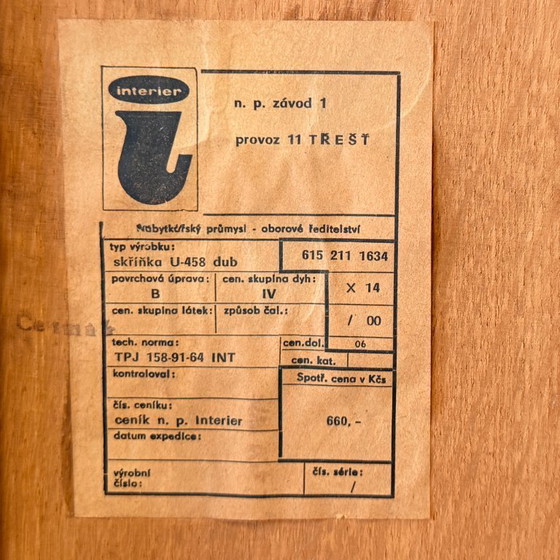 interier
n. p. závod 1
provoz 11 TŘEŠŤ
Nábytkářský průmysl - oborové ředitelství
typ výrobku:
skříňka U-458 dub
615 211 1634
povrchová úprava:
B
cen. skupina dyh:
IV
X 14
cen. skupina látek:
způsob čal.:
/ 00
tech. norma:
TPJ 158-91-64 INT
cen.dol.
06
cen. kat.
kontroloval:
Spotř. cena v Kčs
660,-
čís. ceníku:
ceník n. p. Interier
datum expedice:
výrobní
číslo:
čís. série:
/